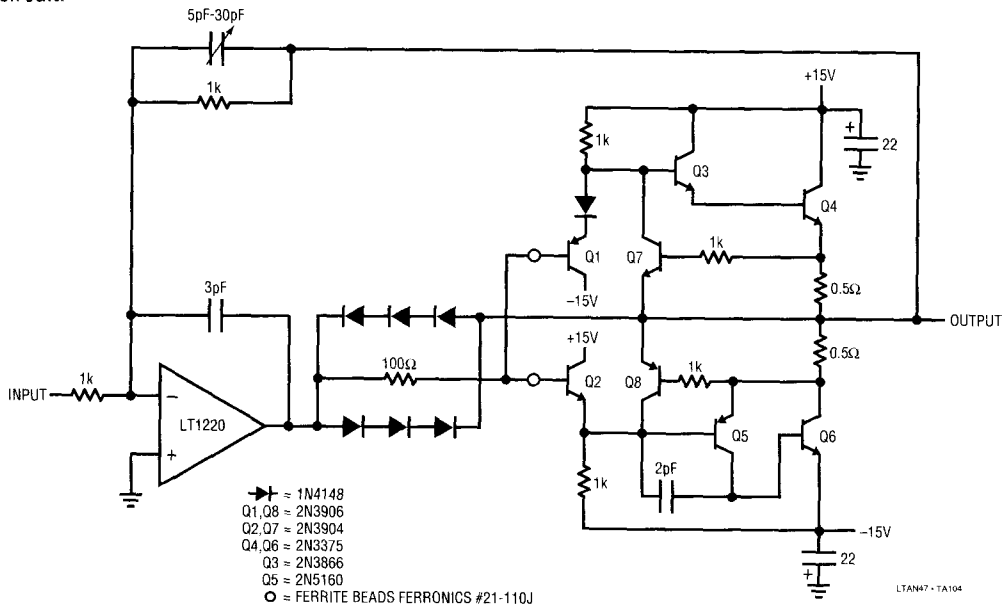 5pF-30pF
1k
+15V
1k
+
22
Q3
Q4
Q1
Q7
1k
0.5Ω
-15V
3pF
OUTPUT
+15V
0.5Ω
100Ω
1k
INPUT
1k
Q2
Q8
−
LT1220
+
Q5
Q6
2pF
1k
= 1N4148
Q1,Q8 = 2N3906
Q2,Q7 = 2N3904
Q4,Q6 = 2N3375
Q3 = 2N3866
Q5 = 2N5160
= FERRITE BEADS FERRONICS #21-110J
-15V
22
+
LTAN47 • TA104